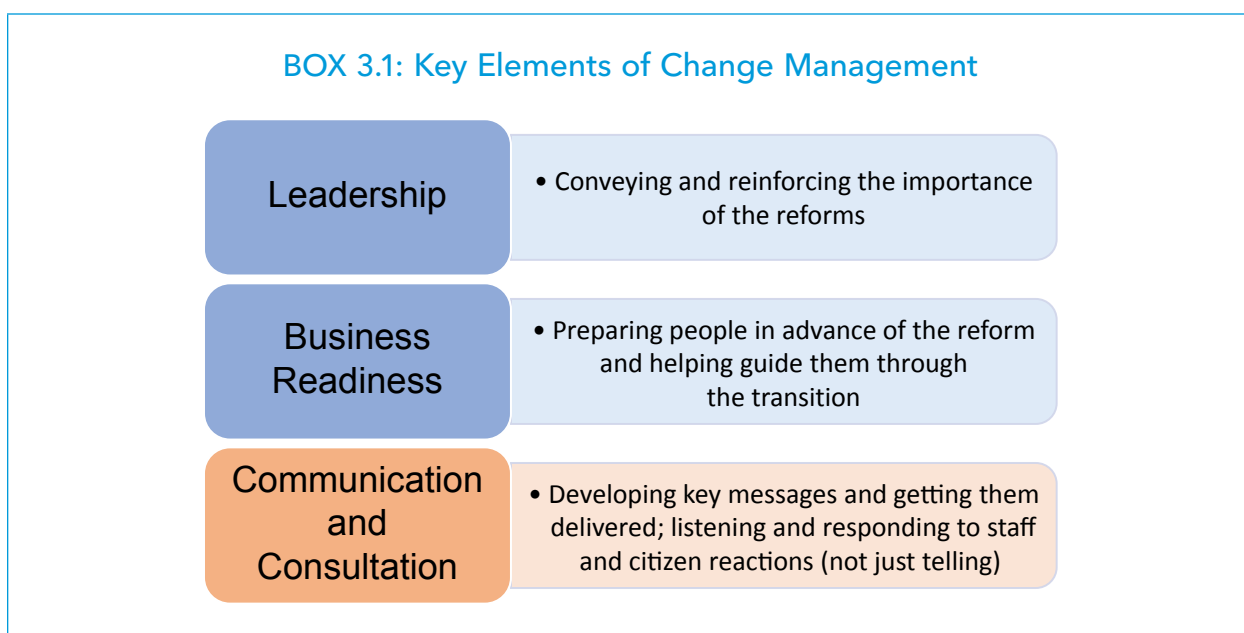 BOX 3.1: Key Elements of Change Management
Leadership
• Conveying and reinforcing the importance
of the reforms
Business
Readiness
• Preparing people in advance of the reform
and helping guide them through
the transition
Communication
and
Consultation
• Developing key messages and getting them
delivered; listening and responding to staff
and citizen reactions (not just telling)